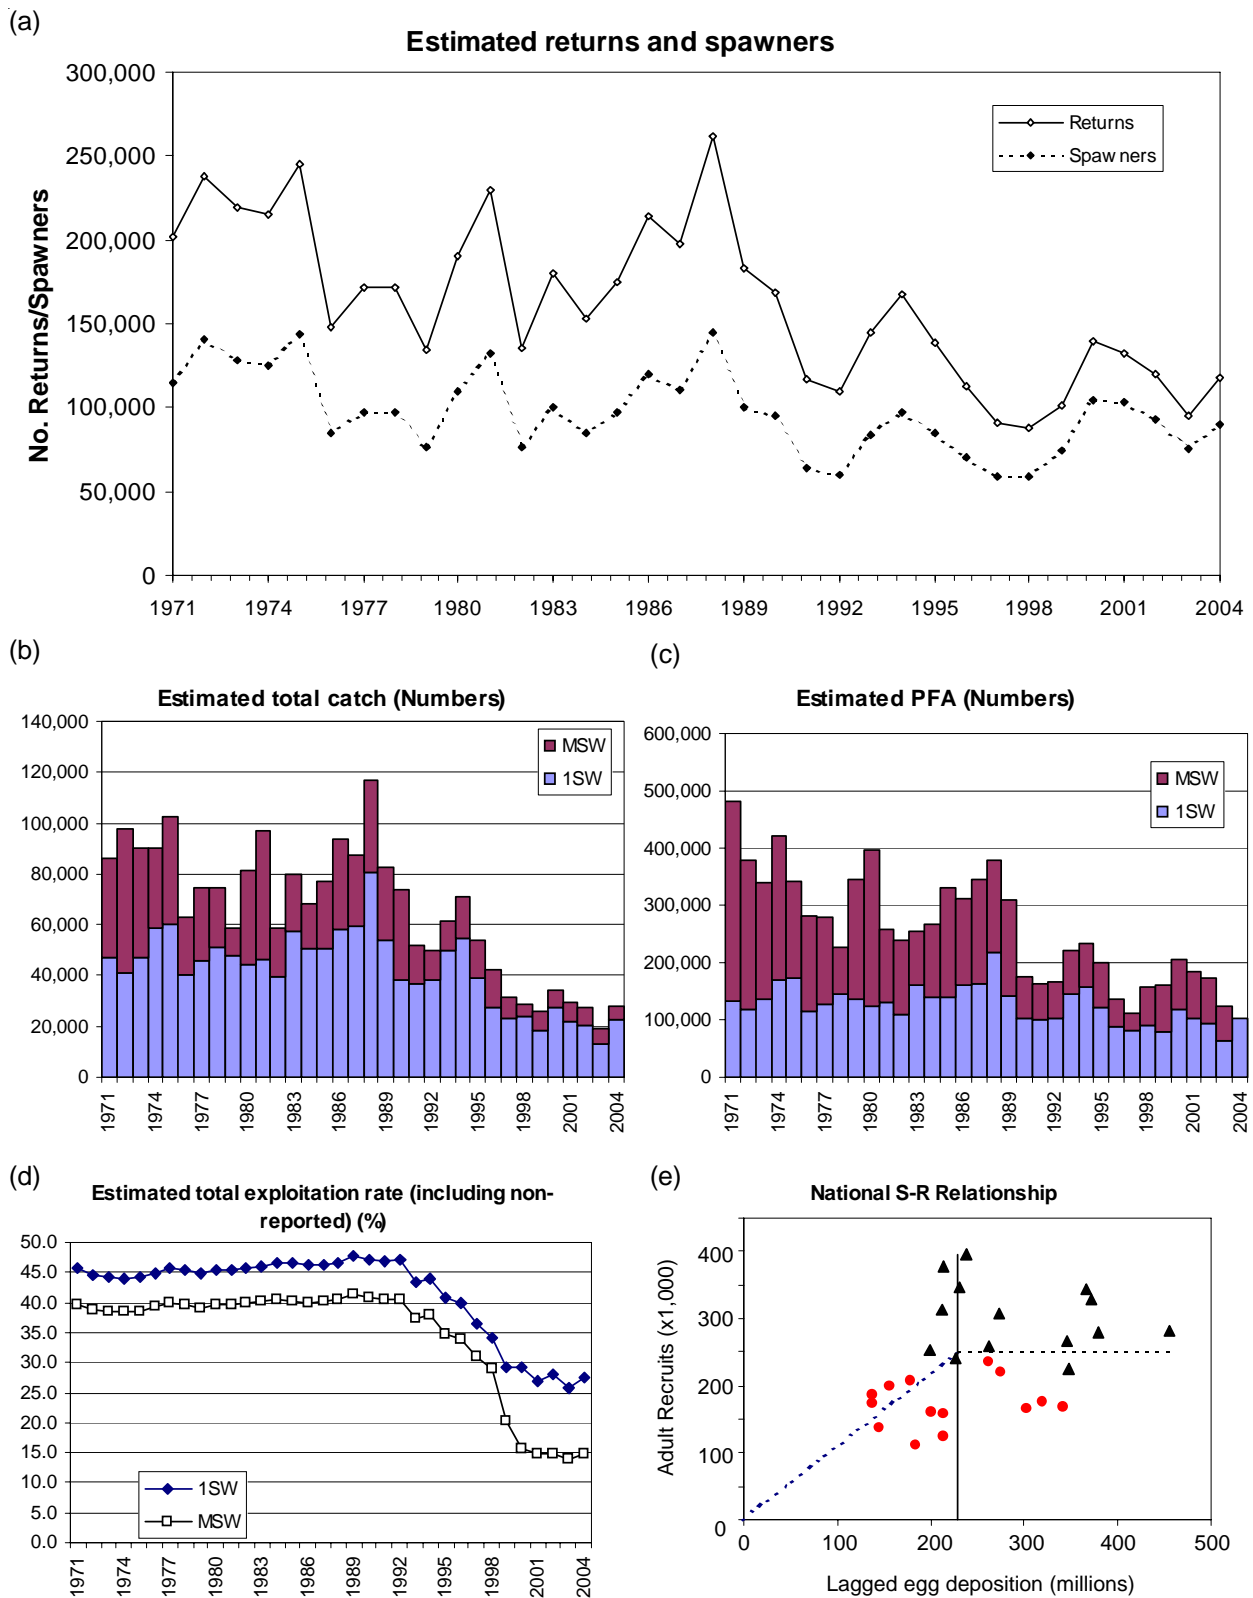 (a)
Estimated returns and spawners
No. Returns/Spawners
300,000
250,000
200,000
150,000
100,000
50,000
0
Returns
Spawners
1971 1974 1977 1980 1983 1986 1989 1992 1995 1998 2001 2004
(b)
Estimated total catch (Numbers)
140,000
120,000
100,000
80,000
60,000
40,000
20,000
0
MSW
1SW
1971 1974 1977 1980 1983 1986 1989 1992 1995 1998 2001 2004
(c)
Estimated PFA (Numbers)
600,000
500,000
400,000
300,000
200,000
100,000
0
MSW
1SW
1971 1974 1977 1980 1983 1986 1989 1992 1995 1998 2001 2004
(d)
Estimated total exploitation rate (including non-
reported) (%)
50.0
45.0
40.0
35.0
30.0
25.0
20.0
15.0
10.0
5.0
0.0
1SW
MSW
1971 1974 1977 1980 1983 1986 1989 1992 1995 1998 2001 2004
(e)
National S-R Relationship
Adult Recruits (x1,000)
400
300
200
100
0
0 100 200 300 400 500
Lagged egg deposition (millions)